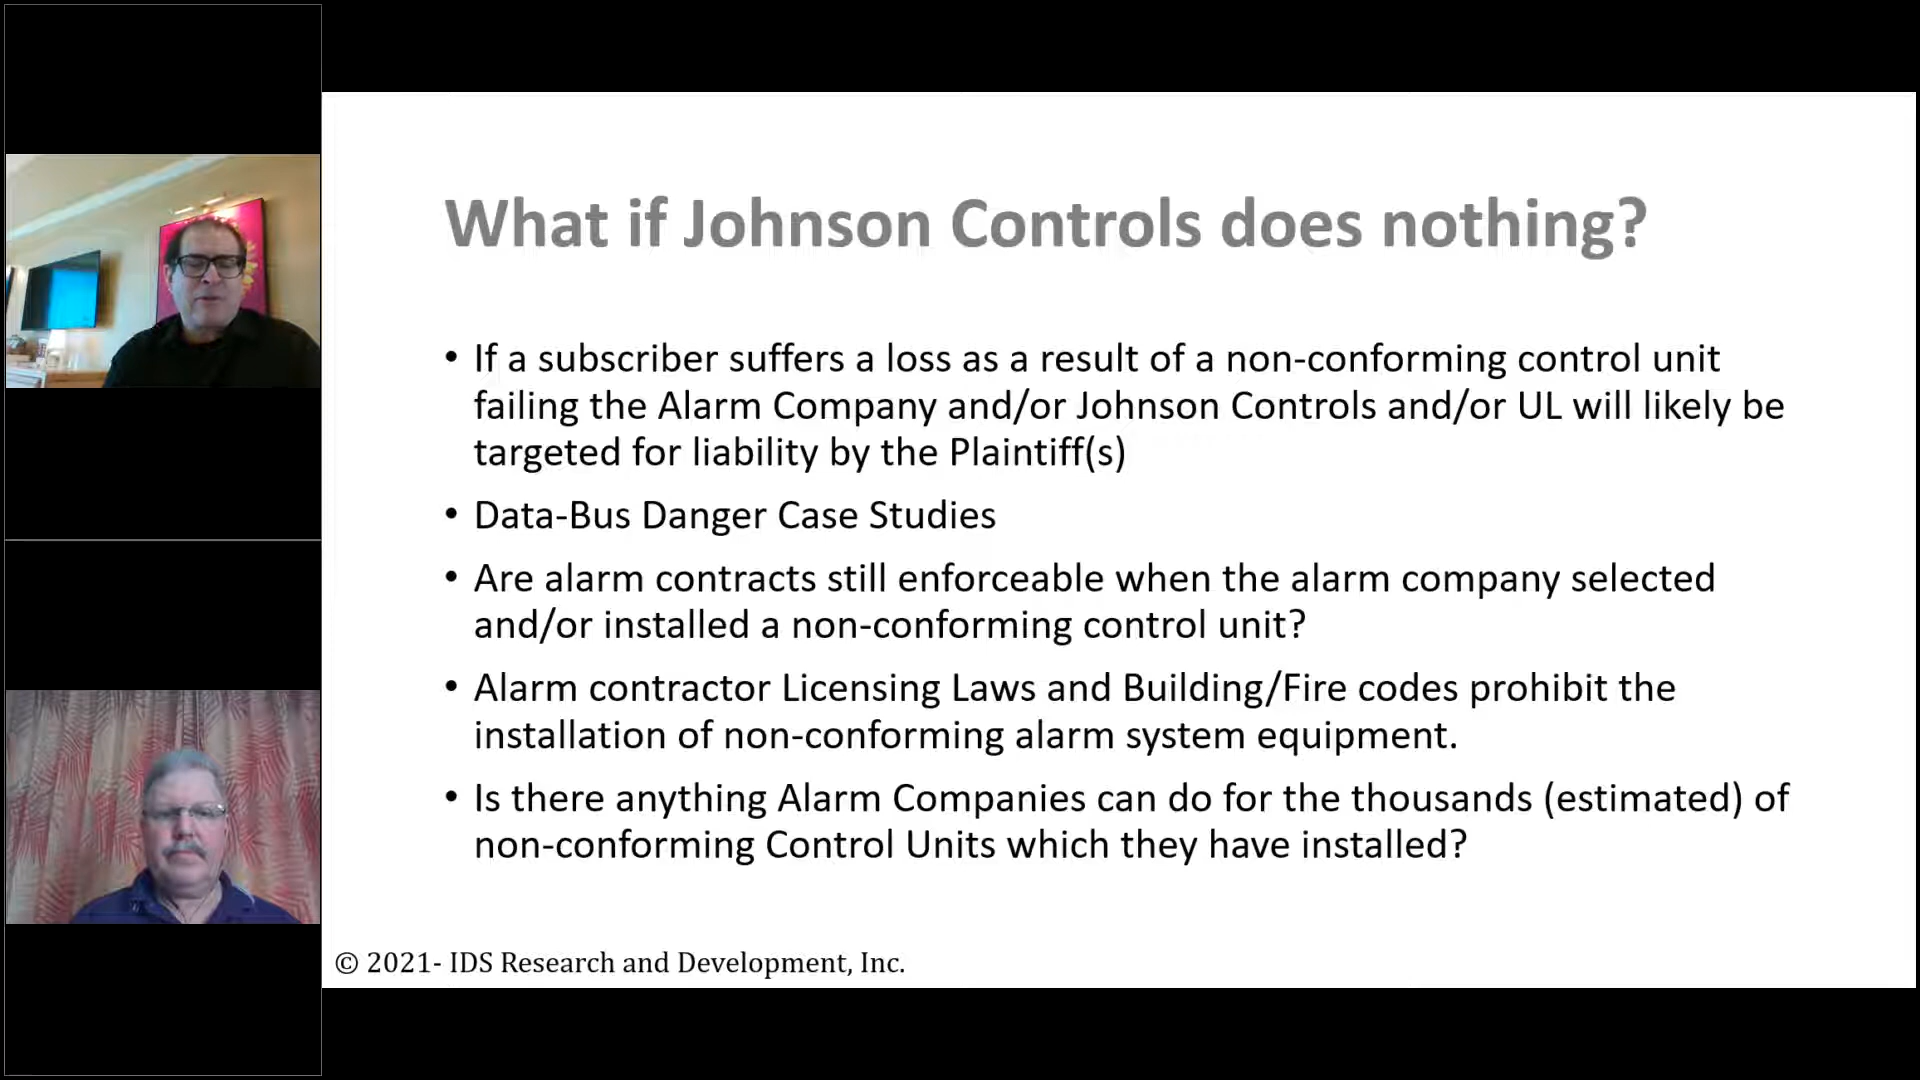 What if Johnson Controls does nothing?
• If a subscriber suffers a loss as a result of a non-conforming control unit
failing the Alarm Company and/or Johnson Controls and/or UL will likely be
targeted for liability by the Plaintiff(s)
• Data-Bus Danger Case Studies
• Are alarm contracts still enforceable when the alarm company selected
and/or installed a non-conforming control unit?
• Alarm contractor Licensing Laws and Building/Fire codes prohibit the
installation of non-conforming alarm system equipment.
• Is there anything Alarm Companies can do for the thousands (estimated) of
non-conforming Control Units which they have installed?
© 2021- IDS Research and Development, Inc.